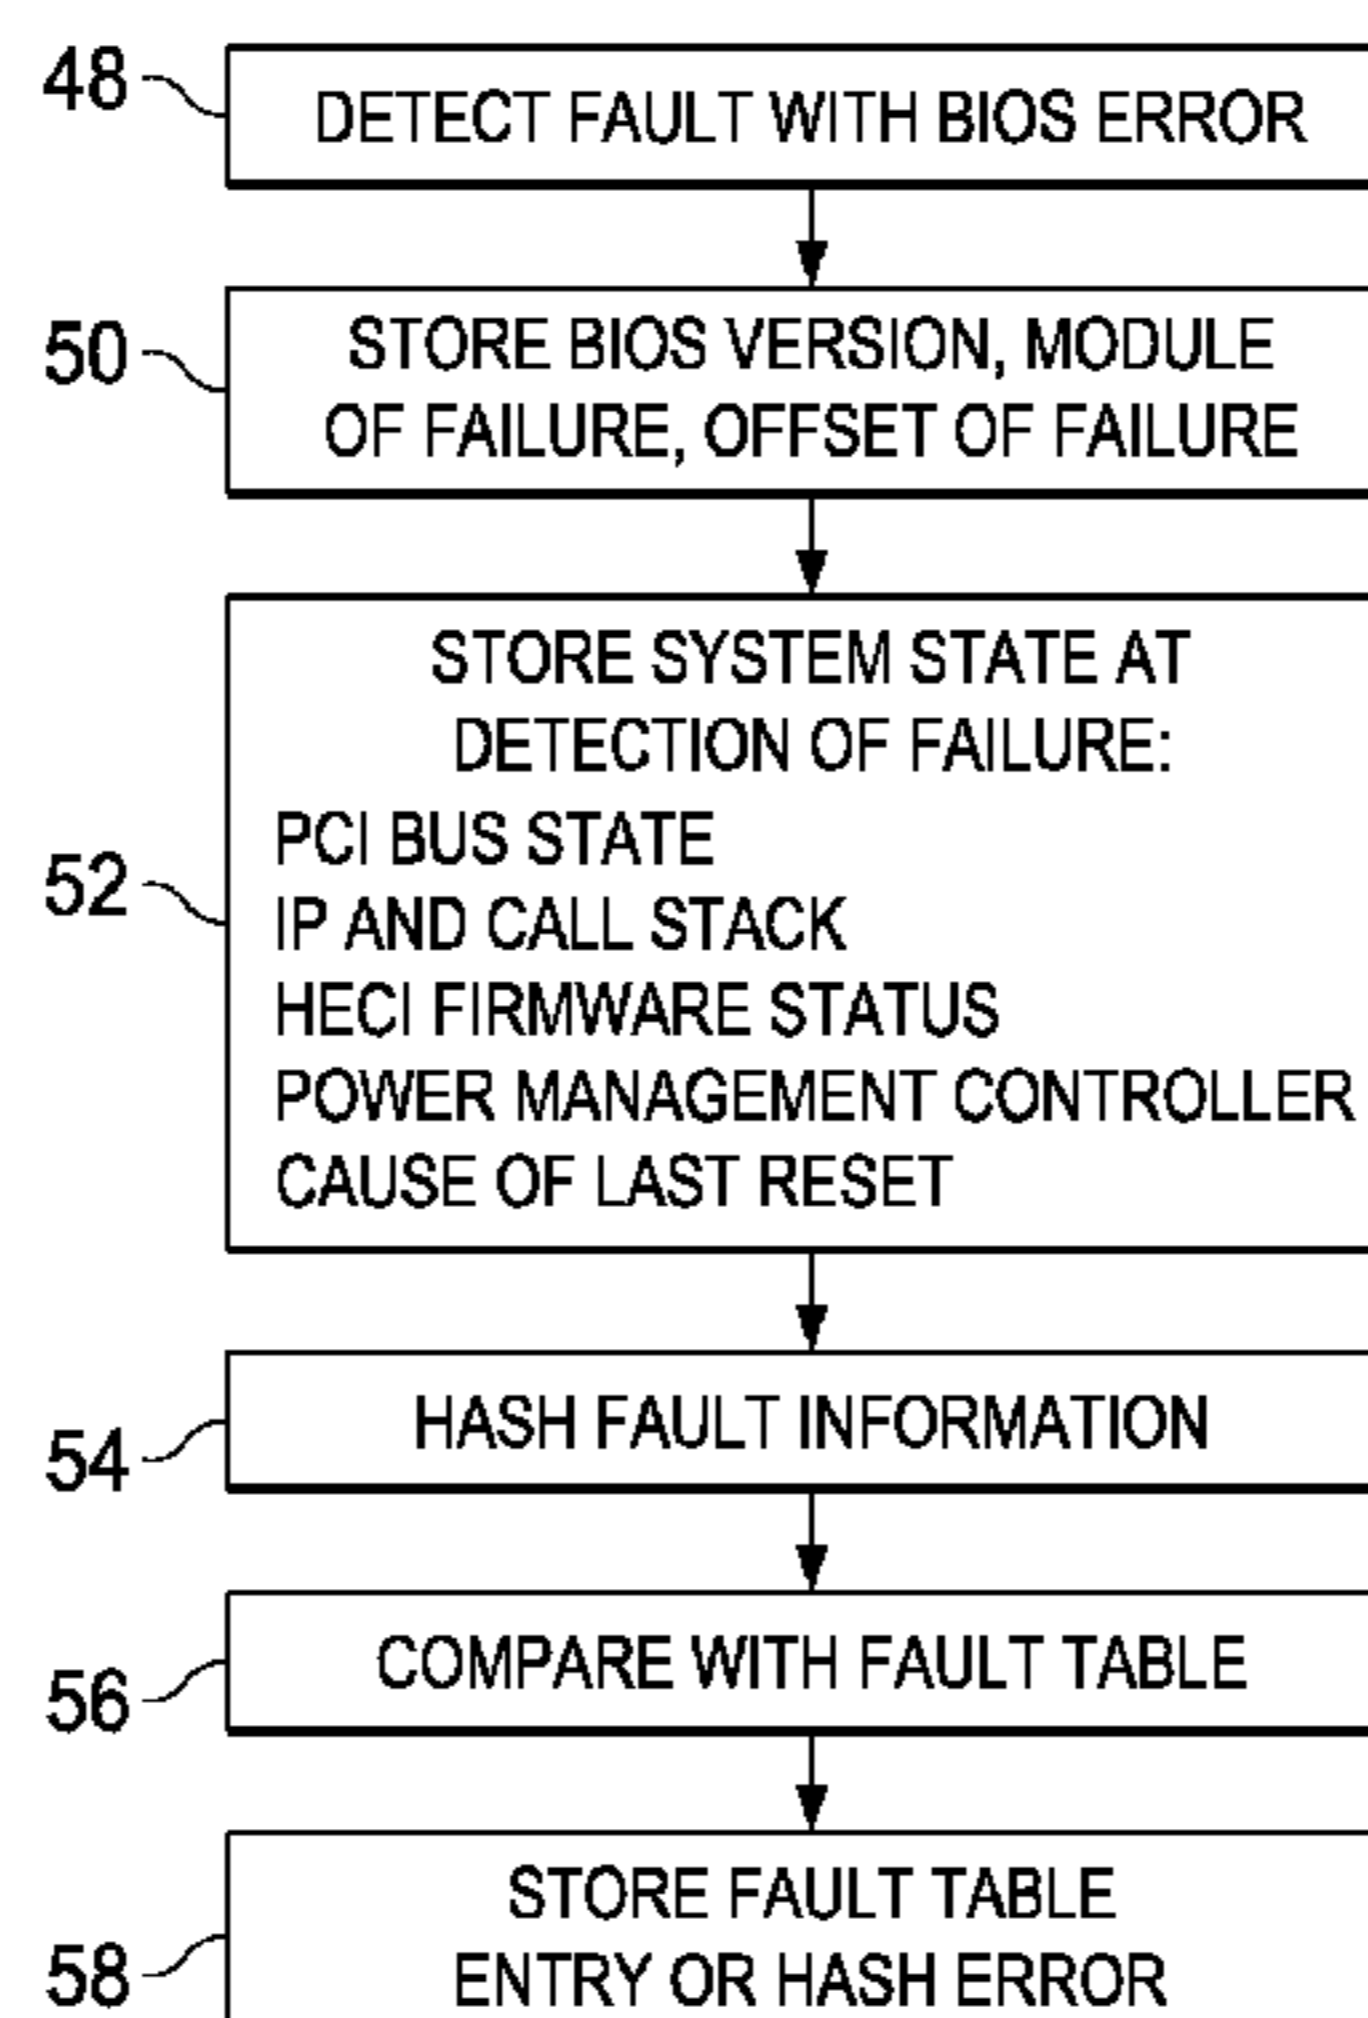 48
DETECT FAULT WITH BIOS ERROR
50
STORE BIOS VERSION, MODULE
OF FAILURE, OFFSET OF FAILURE
52
STORE SYSTEM STATE AT
DETECTION OF FAILURE:
PCI BUS STATE
IP AND CALL STACK
HECI FIRMWARE STATUS
POWER MANAGEMENT CONTROLLER
CAUSE OF LAST RESET
54
HASH FAULT INFORMATION
56
COMPARE WITH FAULT TABLE
58
STORE FAULT TABLE
ENTRY OR HASH ERROR